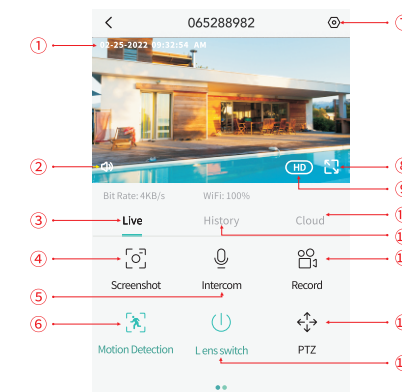 065288982
① 02-25-2022 09:32:54 AM
②
HD
Bit Rate: 4KB/s WiFi: 100%
③ Live History Cloud
④
Screenshot Intercom Record
⑤
⑥
Motion Detection Lens switch PTZ